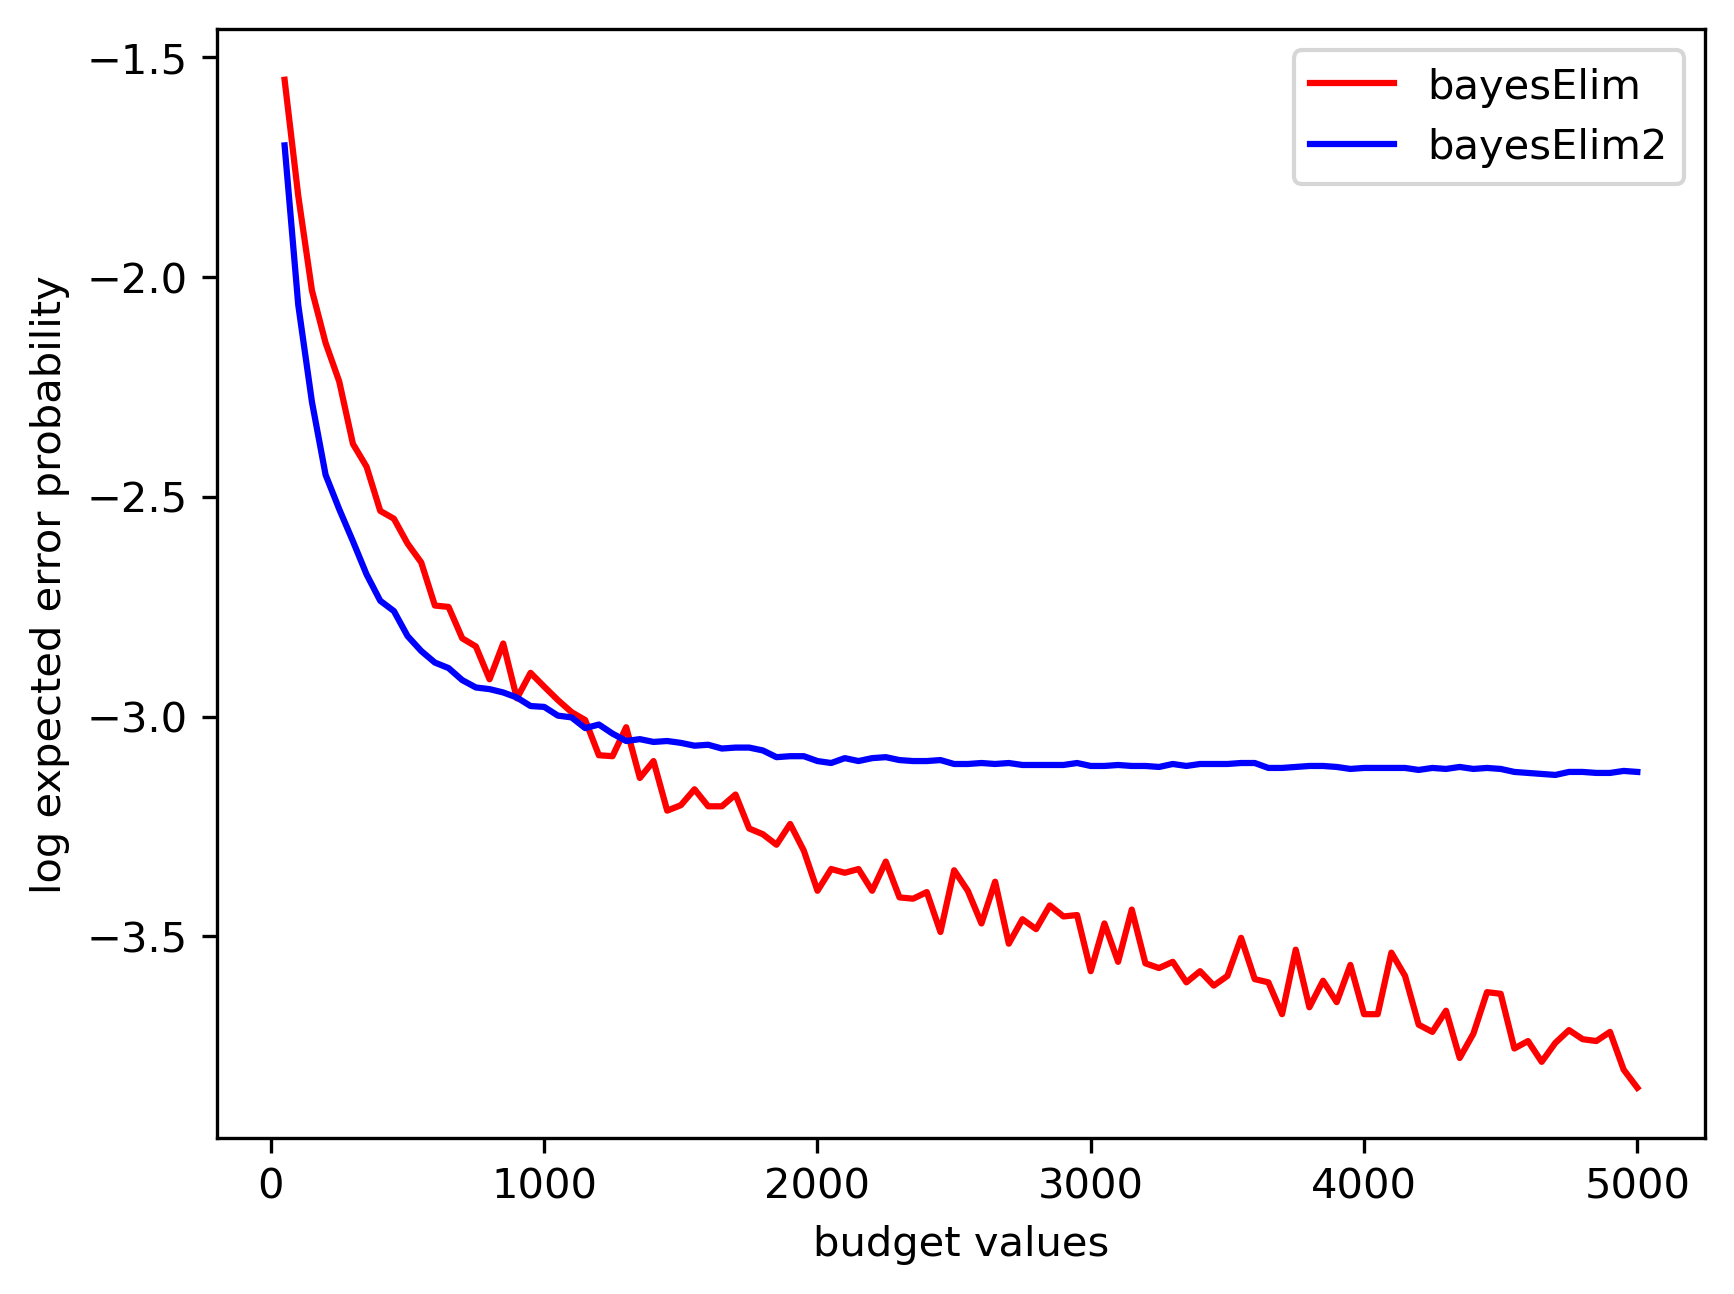 bayesElim
bayesElim2
−1.5
−2.0
−2.5
−3.0
−3.5
log expected error probability
0 1000 2000 3000 4000 5000
budget values